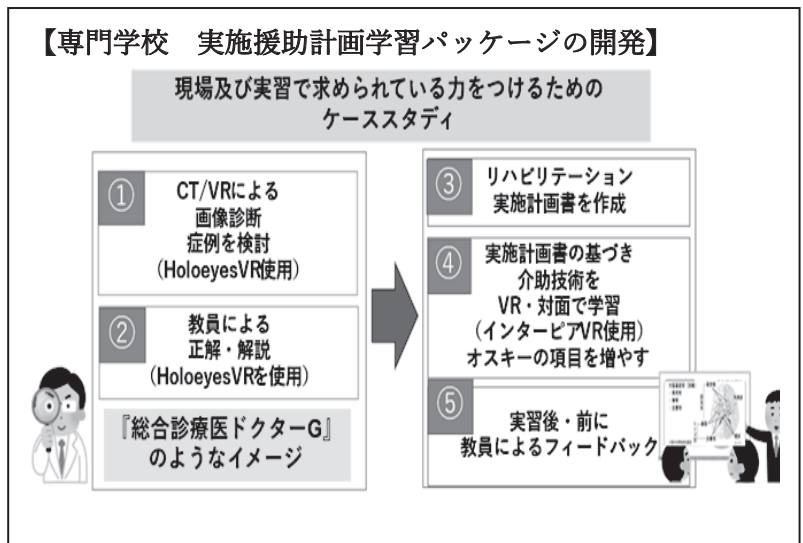 【専門学校　実施援助計画学習パッケージの開発】
現場及び実習で求められている力をつけるための
ケーススタディ
①
CT/VRによる
画像診断
症例を検討
(HoloeyesVR使用)
②
教員による
正解・解説
(HoloeyesVRを使用)
『総合診療医ドクターG』
のようなイメージ
③
リハビリテーション
実施計画書を作成
④
実施計画書の基づき
介助技術を
VR・対面で学習
(インターピアVR使用)
オスキーの項目を増やす
⑤
実習後・前に
教員によるフィードバック